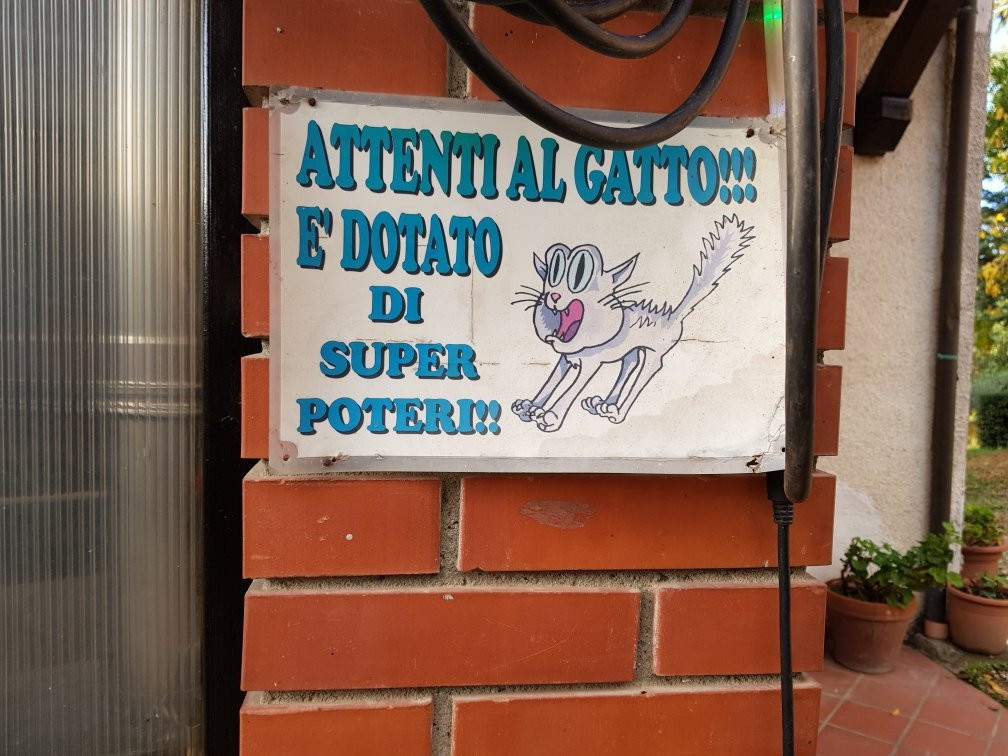 ATTENTI AL GATTO!!!
E' DOTATO
DI
SUPER
POTERI!!